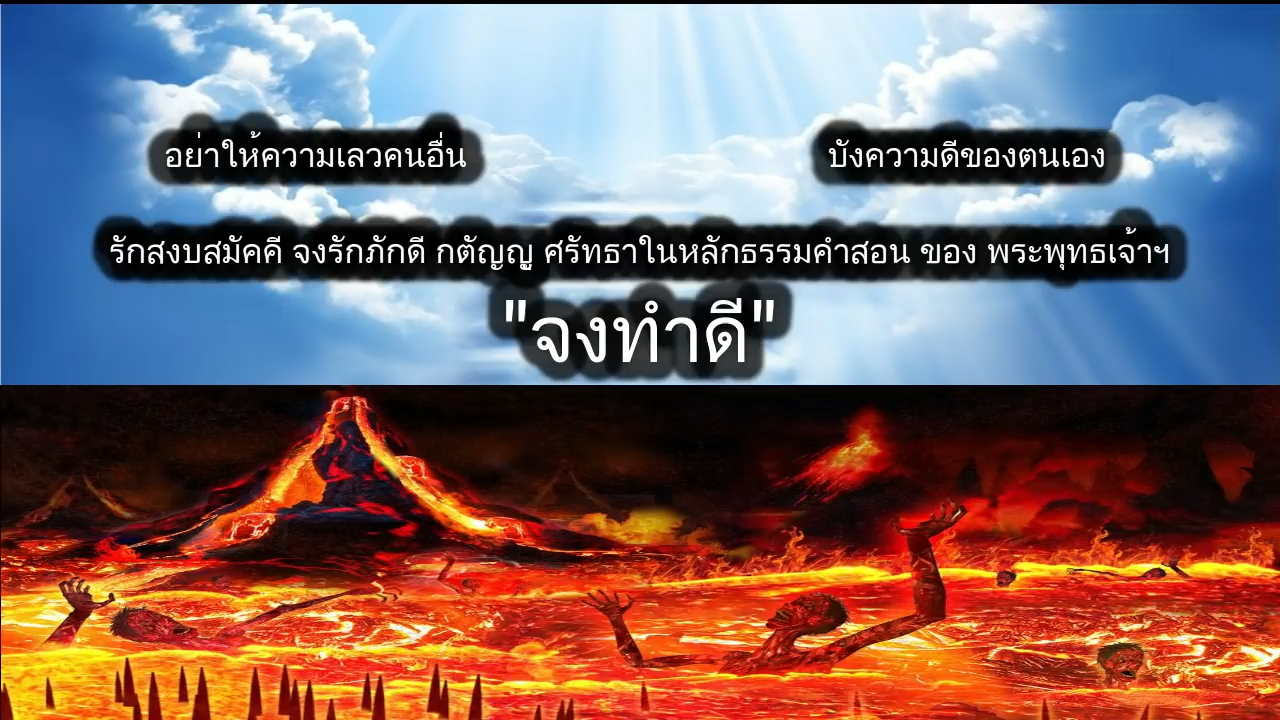 อย่าให้ความเลวคนอื่น บังความดีของตนเอง
รักสงบสมัคคี จงรักภักดี กตัญญู ศรัทธาในหลักธรรมคำสอน ของ พระพุทธเจ้าฯ
"จงทำดี"